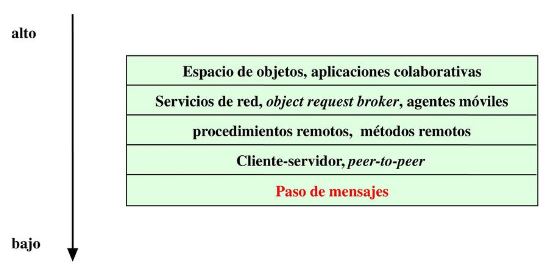 alto
Espacio de objetos, aplicaciones colaborativas
Servicios de red, object request broker, agentes móviles
procedimientos remotos, métodos remotos
Cliente-servidor, peer-to-peer
Paso de mensajes
bajo